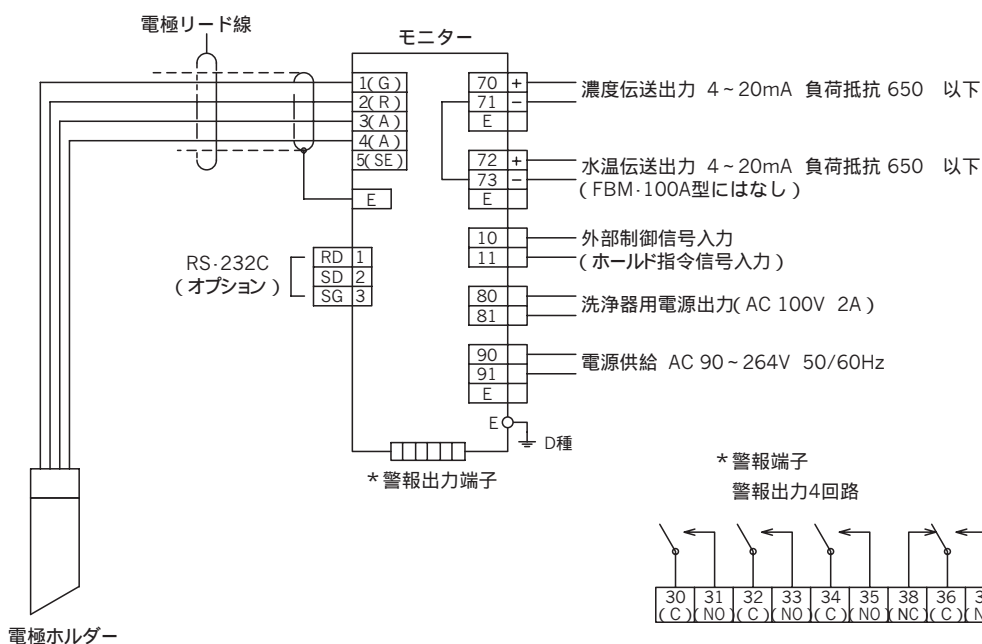 電極リード線
モニター
1(G)
2(R)
3(A)
4(A)
5(SE)
E
70 +
71 −
E
濃度伝送出力 4~20mA 負荷抵抗 650 以下
72 +
73 −
E
水温伝送出力 4~20mA 負荷抵抗 650 以下
(FBM-100A型にはなし)
10
11
外部制御信号入力
(ホールド指令信号入力)
RS-232C
(オプション)
RD 1
SD 2
SG 3
80
81
洗浄器用電源出力(AC 100V 2A)
90
91
E
電源供給 AC 90~264V 50/60Hz
E
D種
*警報出力端子
*警報端子
警報出力4回路
30 31 32 33 34 35 38 36
(C) (NO) (C) (NO) (C) (NO) (NC) (C)
電極ホルダー